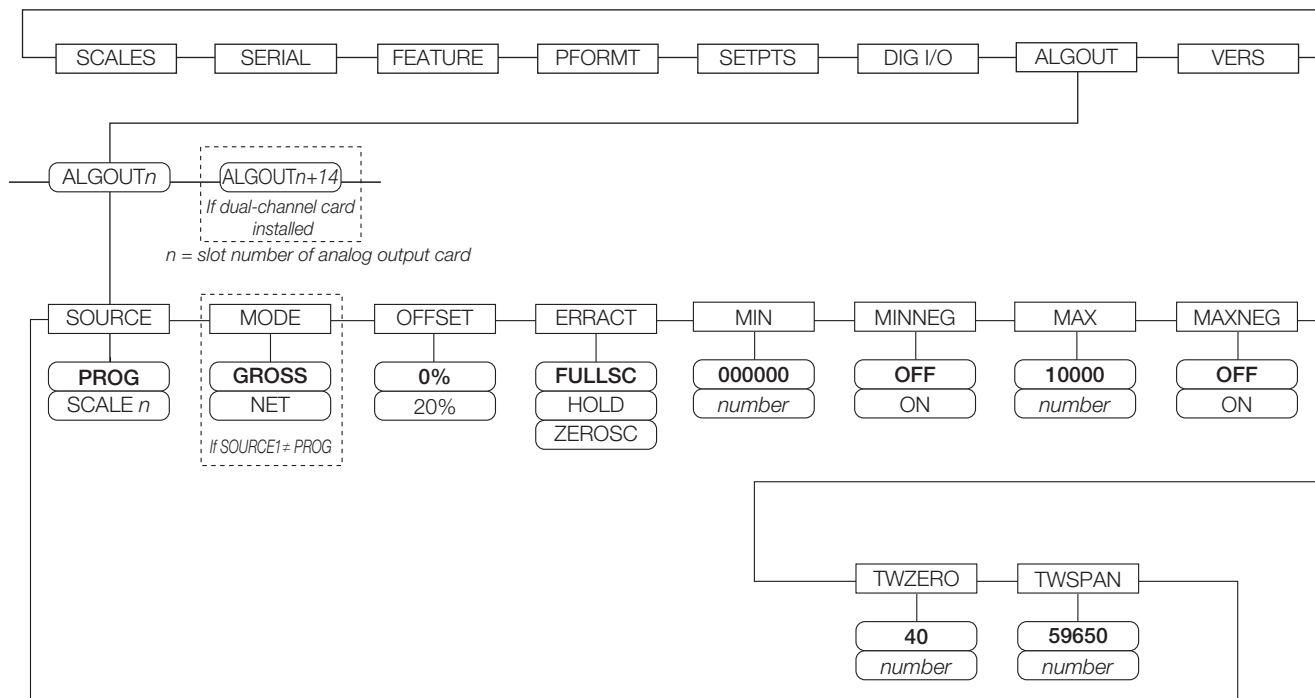 SCALES SERIAL FEATURE PFORMT SETPTS DIG I/O ALGOUT VERS
ALGOUTn ALGOUTn+14
If dual-channel card
installed
n = slot number of analog output card
SOURCE MODE OFFSET ERRACT MIN MINNEG MAX MAXNEG
PROG GROSS 0% FULLSC 000000 OFF 10000 OFF
SCALE n NET 20% HOLD number ON number ON
ZEROSC
If SOURCE1≠ PROG
TWZERO TWSPAN
40 59650
number number